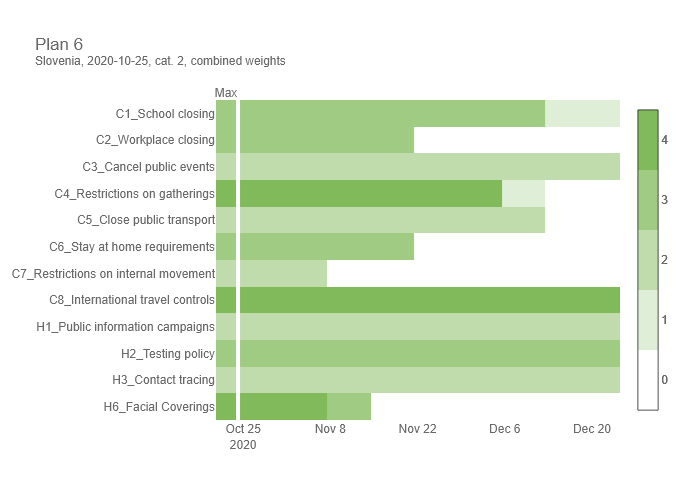 Plan 6
Slovenia, 2020-10-25, cat. 2, combined weights
Max
C1_School closing
C2_Workplace closing
C3_Cancel public events
C4_Restrictions on gatherings
C5_Close public transport
C6_Stay at home requirements
C7_Restrictions on internal movement
C8_International travel controls
H1_Public information campaigns
H2_Testing policy
H3_Contact tracing
H6_Facial Coverings
Oct 25 Nov 8 Nov 22 Dec 6 Dec 20
2020
4
3
2
1
0